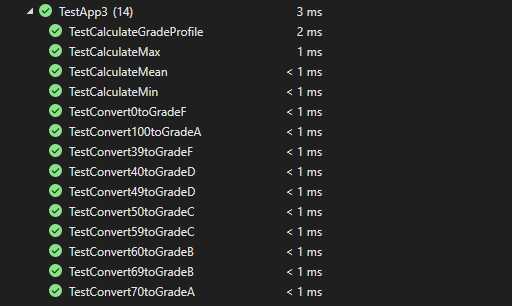 TestApp3 (14) 3 ms
TestCalculateGradeProfile 2 ms
TestCalculateMax 1 ms
TestCalculateMean < 1 ms
TestCalculateMin < 1 ms
TestConvert0toGradeF < 1 ms
TestConvert100toGradeA < 1 ms
TestConvert39toGradeF < 1 ms
TestConvert40toGradeD < 1 ms
TestConvert49toGradeD < 1 ms
TestConvert50toGradeC < 1 ms
TestConvert59toGradeC < 1 ms
TestConvert60toGradeB < 1 ms
TestConvert69toGradeB < 1 ms
TestConvert70toGradeA < 1 ms